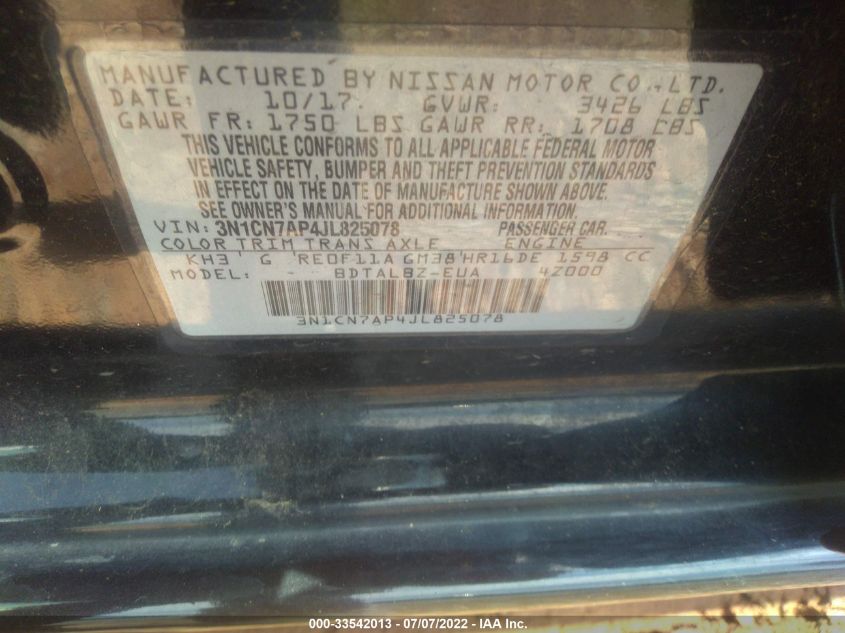 MANUFACTURED BY NISSAN MOTOR CO., LTD.
DATE: 10/17 GVWR: 3426 LBS
GAWR FR: 1750 LBS GAWR RR: 1708 LBS
THIS VEHICLE CONFORMS TO ALL APPLICABLE FEDERAL MOTOR
VEHICLE SAFETY, BUMPER AND THEFT PREVENTION STANDARDS
IN EFFECT ON THE DATE OF MANUFACTURE SHOWN ABOVE.
SEE OWNER'S MANUAL FOR ADDITIONAL INFORMATION.
VIN: 3N1CN7AP4JL825078 PASSENGER CAR.
COLOR TRIM TRANS AXLE ENGINE
KH3 G RE0F11A GM38 HR16DE 1598 CC
MODEL: - BDTALBZ-EUA 4Z000
3N1CN7AP4JL825078
000-33542013 - 07/07/2022 - IAA Inc.